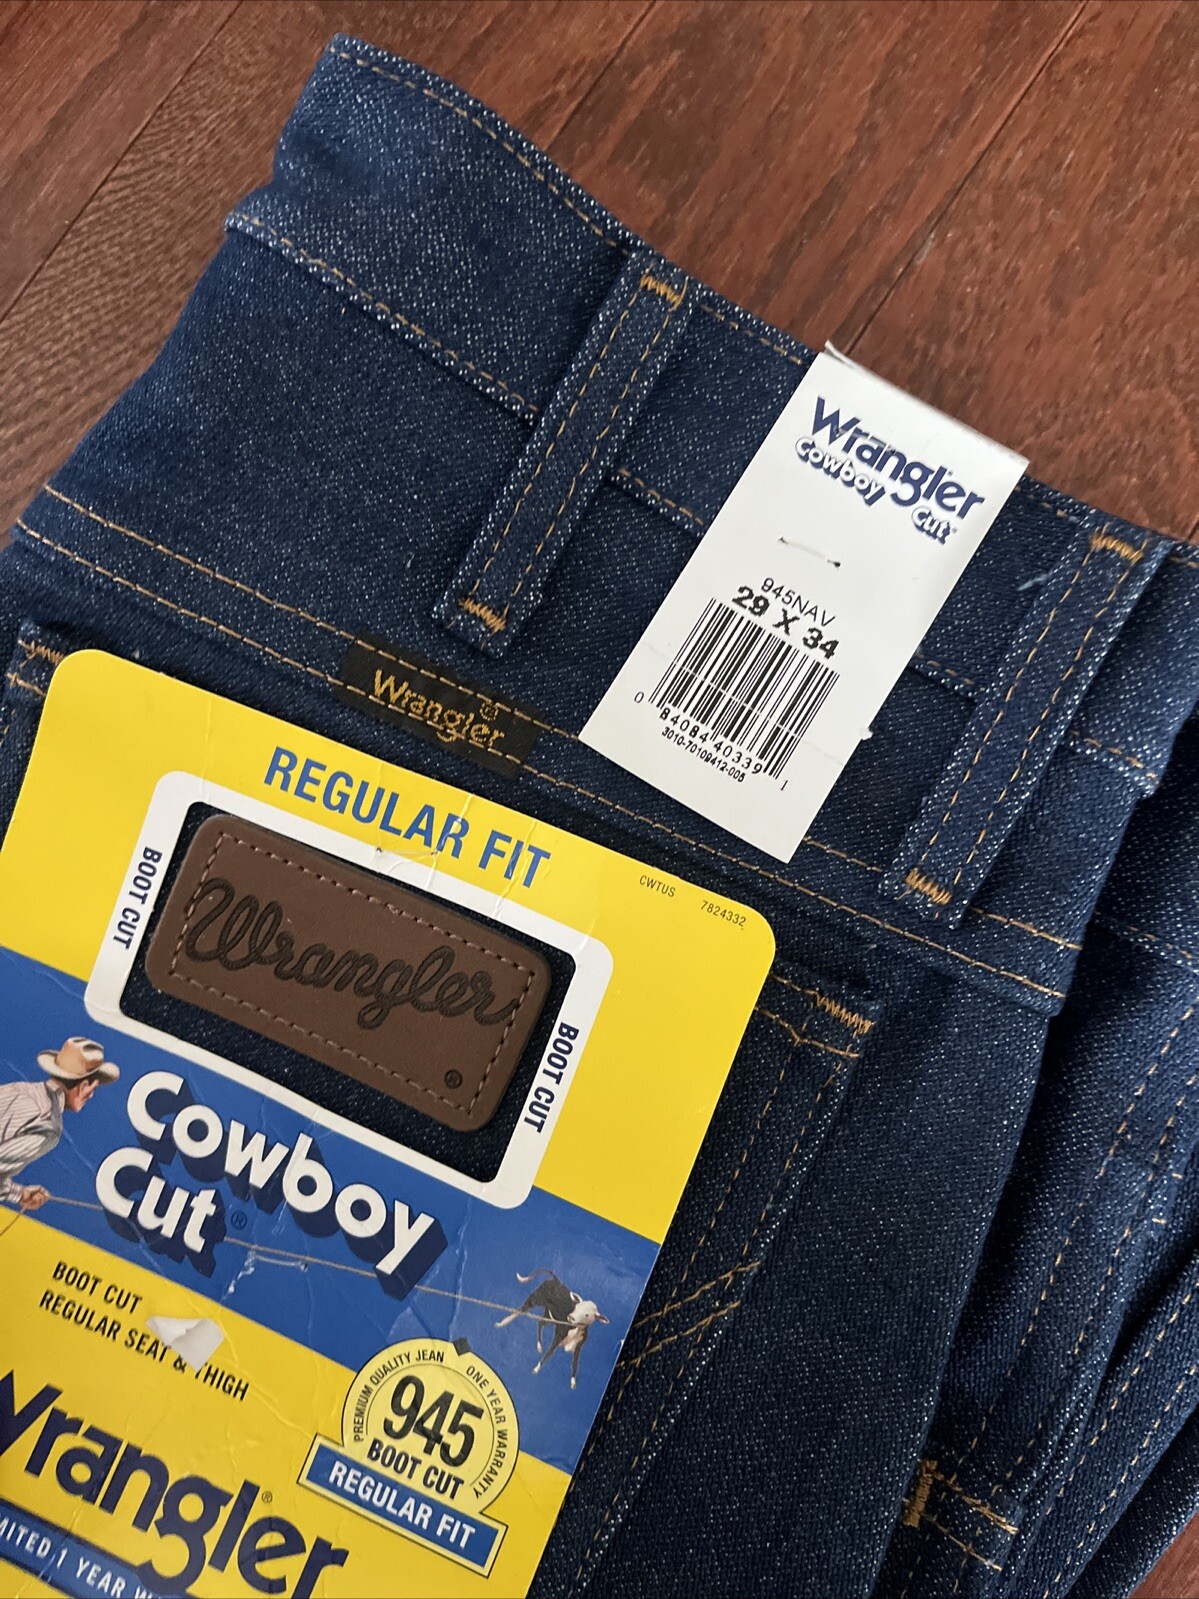 Wrangler®
Cowboy
Cut®
945NAV
29 X 34
0 84084 40339 1
3010-70109412-005
Wrangler®
REGULAR FIT
CWTUS 7824332
BOOT CUT
Wrangler
®
BOOT CUT
Cowboy
Cut®
BOOT CUT
REGULAR SEAT & THIGH
PREMIUM QUALITY JEAN ONE YEAR WARRANTY
945
BOOT CUT
REGULAR FIT
Wrangler®
1 YEAR